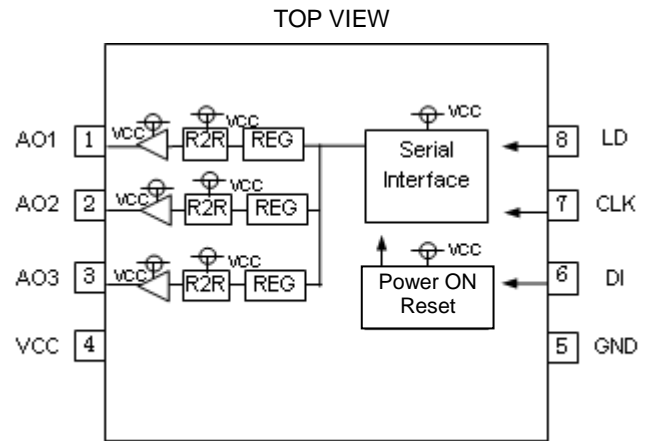 TOP VIEW
VCC
VCC
AO1 1 VCC R2R REG Serial Interface 8 LD
VCC
AO2 2 VCC R2R REG 7 CLK
VCC
VCC
AO3 3 VCC R2R REG Power ON Reset 6 DI
VCC 4 5 GND